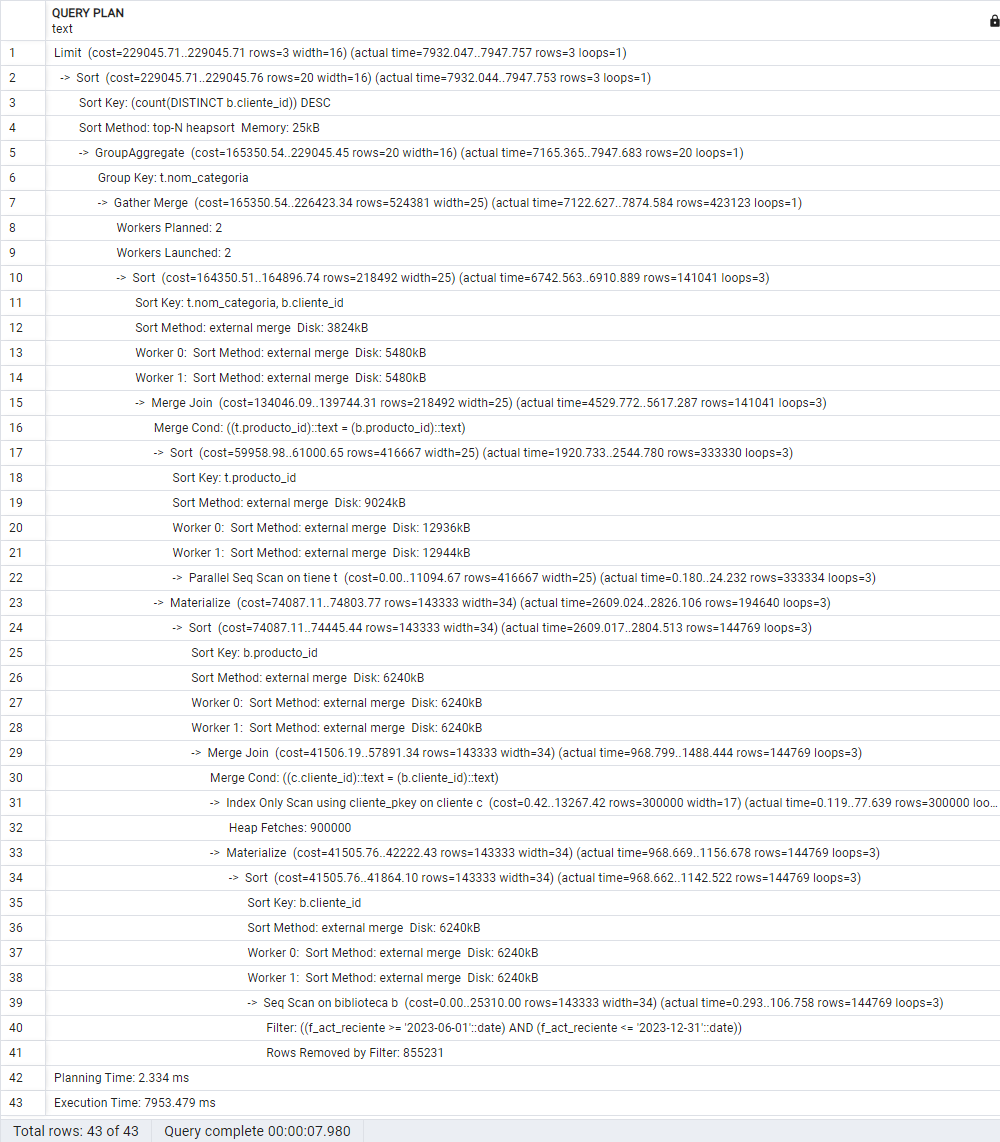 QUERY PLAN
text
1 Limit (cost=229045.71..229045.71 rows=3 width=16) (actual time=7932.047..7947.757 rows=3 loops=1)
2 -> Sort (cost=229045.71..229045.76 rows=20 width=16) (actual time=7932.044..7947.753 rows=3 loops=1)
3 Sort Key: (count(DISTINCT b.cliente_id)) DESC
4 Sort Method: top-N heapsort Memory: 25kB
5 -> GroupAggregate (cost=165350.54..229045.45 rows=20 width=16) (actual time=7165.365..7947.683 rows=20 loops=1)
6 Group Key: t.nom_categoria
7 -> Gather Merge (cost=165350.54..226423.34 rows=524381 width=25) (actual time=7122.627..7874.584 rows=423123 loops=1)
8 Workers Planned: 2
9 Workers Launched: 2
10 -> Sort (cost=164350.51..164896.74 rows=218492 width=25) (actual time=6742.563..6910.889 rows=141041 loops=3)
11 Sort Key: t.nom_categoria, b.cliente_id
12 Sort Method: external merge Disk: 3824kB
13 Worker 0: Sort Method: external merge Disk: 5480kB
14 Worker 1: Sort Method: external merge Disk: 5480kB
15 -> Merge Join (cost=134046.09..139744.31 rows=218492 width=25) (actual time=4529.772..5617.287 rows=141041 loops=3)
16 Merge Cond: ((t.producto_id)::text = (b.producto_id)::text)
17 -> Sort (cost=59958.98..61000.65 rows=416667 width=25) (actual time=1920.733..2544.780 rows=333330 loops=3)
18 Sort Key: t.producto_id
19 Sort Method: external merge Disk: 9024kB
20 Worker 0: Sort Method: external merge Disk: 12936kB
21 Worker 1: Sort Method: external merge Disk: 12944kB
22 -> Parallel Seq Scan on tiene t (cost=0.00..11094.67 rows=416667 width=25) (actual time=0.180..24.232 rows=333334 loops=3)
23 -> Materialize (cost=74087.11..74803.77 rows=143333 width=34) (actual time=2609.024..2826.106 rows=194640 loops=3)
24 -> Sort (cost=74087.11..74445.44 rows=143333 width=34) (actual time=2609.017..2804.513 rows=144769 loops=3)
25 Sort Key: b.producto_id
26 Sort Method: external merge Disk: 6240kB
27 Worker 0: Sort Method: external merge Disk: 6240kB
28 Worker 1: Sort Method: external merge Disk: 6240kB
29 -> Merge Join (cost=41506.19..57891.34 rows=143333 width=34) (actual time=968.799..1488.444 rows=144769 loops=3)
30 Merge Cond: ((c.cliente_id)::text = (b.cliente_id)::text)
31 -> Index Only Scan using cliente_pkey on cliente c (cost=0.42..13267.42 rows=300000 width=17) (actual time=0.119..77.639 rows=300000 loo...
32 Heap Fetches: 900000
33 -> Materialize (cost=41505.76..42222.43 rows=143333 width=34) (actual time=968.669..1156.678 rows=144769 loops=3)
34 -> Sort (cost=41505.76..41864.10 rows=143333 width=34) (actual time=968.662..1142.522 rows=144769 loops=3)
35 Sort Key: b.cliente_id
36 Sort Method: external merge Disk: 6240kB
37 Worker 0: Sort Method: external merge Disk: 6240kB
38 Worker 1: Sort Method: external merge Disk: 6240kB
39 -> Seq Scan on biblioteca b (cost=0.00..25310.00 rows=143333 width=34) (actual time=0.293..106.758 rows=144769 loops=3)
40 Filter: ((f_act_reciente >= '2023-06-01'::date) AND (f_act_reciente <= '2023-12-31'::date))
41 Rows Removed by Filter: 855231
42 Planning Time: 2.334 ms
43 Execution Time: 7953.479 ms
Total rows: 43 of 43 Query complete 00:00:07.980